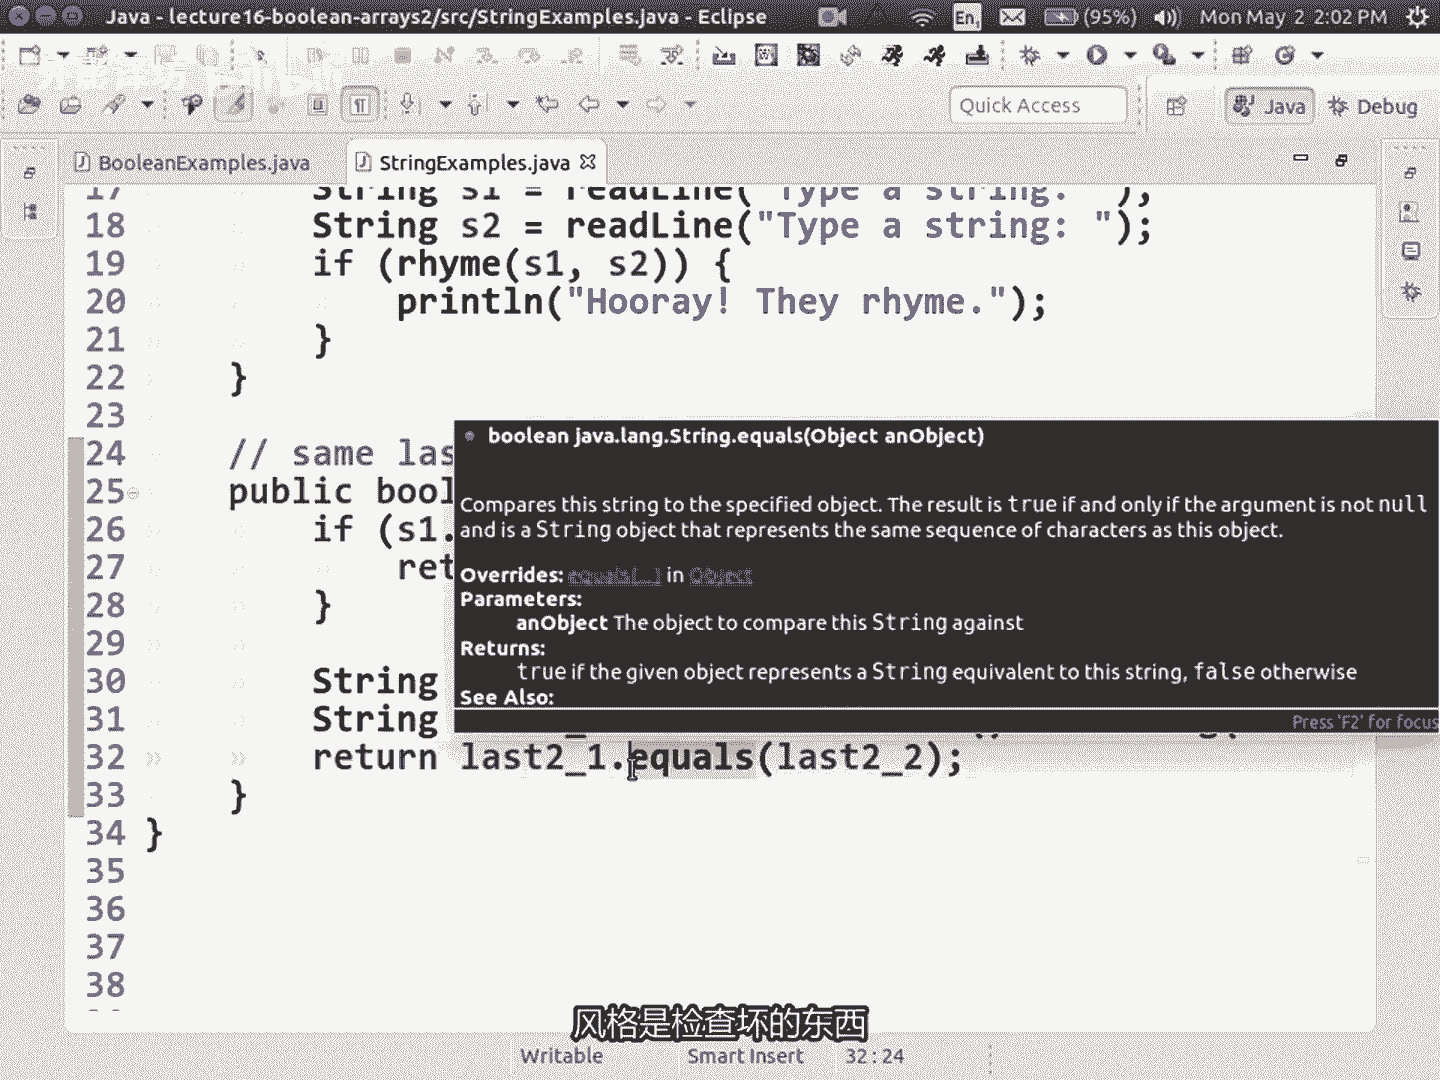 Java - lecture16-boolean-arrays2/src/StringExamples.java - Eclipse
En
(95%)
Mon May 2 2:02 PM
Quick Access
Java
Debug
BooleanExamples.java
StringExamples.java
17 String s1 = readLine("Type a string: ");
18 String s2 = readLine("Type a string: ");
19 if (rhyme(s1, s2)) {
20 println("Hooray! They rhyme.");
21 }
22 }
23
24 // same las
25 public bool
26 if (s1.
27 ret
28 }
29
30 String
31 String
32 return last2_1.equals(last2_2);
33 }
34 }
35
36
37
38
boolean java.lang.String.equals(Object anObject)
Compares this string to the specified object. The result is true if and only if the argument is not null
and is a String object that represents the same sequence of characters as this object.
Overrides: equals(...) in Object
Parameters:
anObject The object to compare this String against
Returns:
true if the given object represents a String equivalent to this string, false otherwise
See Also:
Press 'F2' for focus
风格是检查坏的东西
Writable
Smart Insert
32 : 24